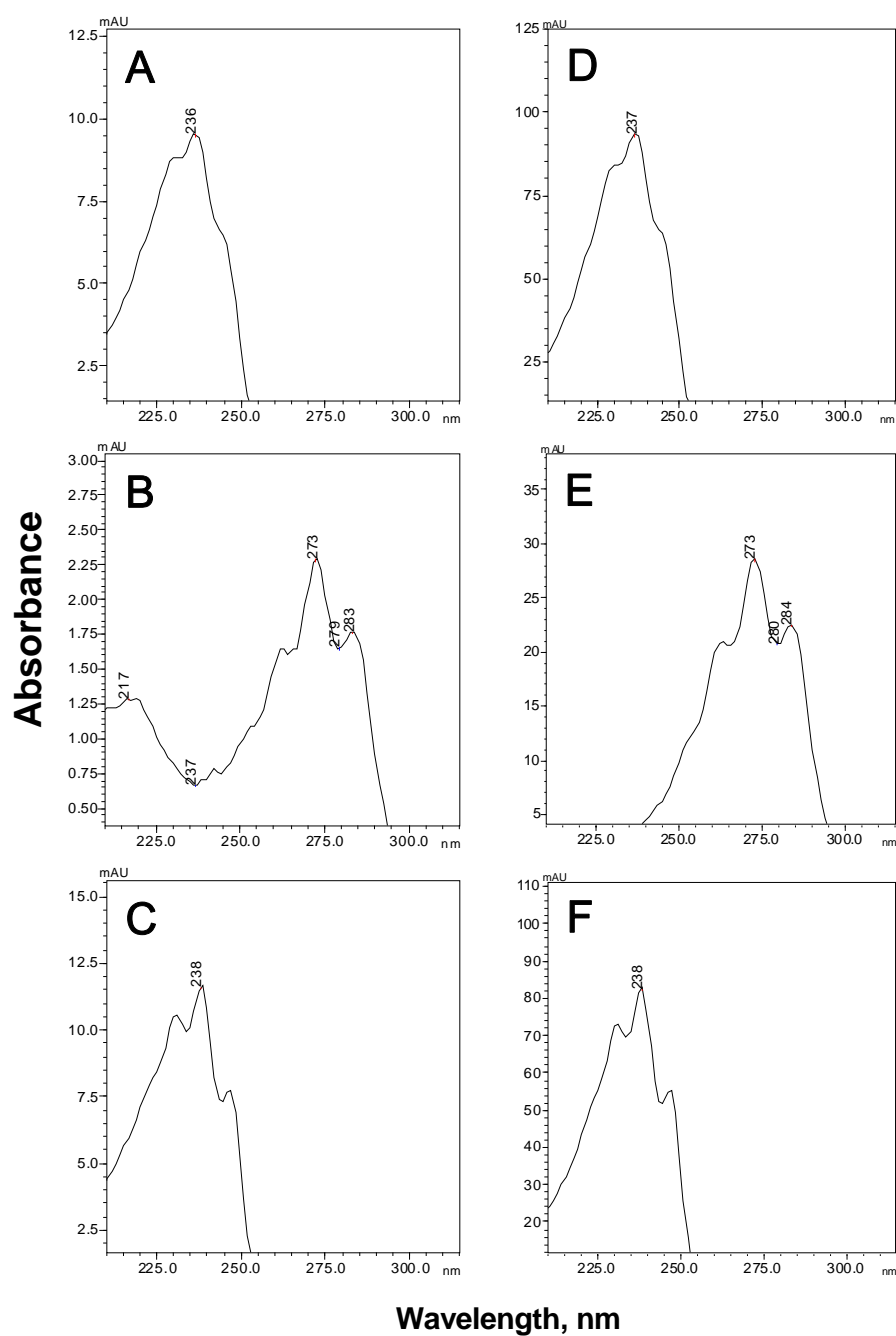 mAU
12.5
A
236
10.0
7.5
5.0
2.5
225.0 250.0 275.0 300.0 nm
125 mAU
D
237
100
75
50
25
225.0 250.0 275.0 300.0 nm
mAU
3.00
B
2.75
2.50
273
2.25
2.00
279 283
1.75
1.50
217
1.25
1.00
237
0.75
0.50
225.0 250.0 275.0 300.0 nm
mAU
E
35
273
30
280 284
25
20
15
10
5
225.0 250.0 275.0 300.0 nm
mAU
15.0
C
238
12.5
10.0
7.5
5.0
2.5
225.0 250.0 275.0 300.0 nm
110 mAU
F
238
100
90
80
70
60
50
40
30
20
225.0 250.0 275.0 300.0 nm
Absorbance
Wavelength, nm